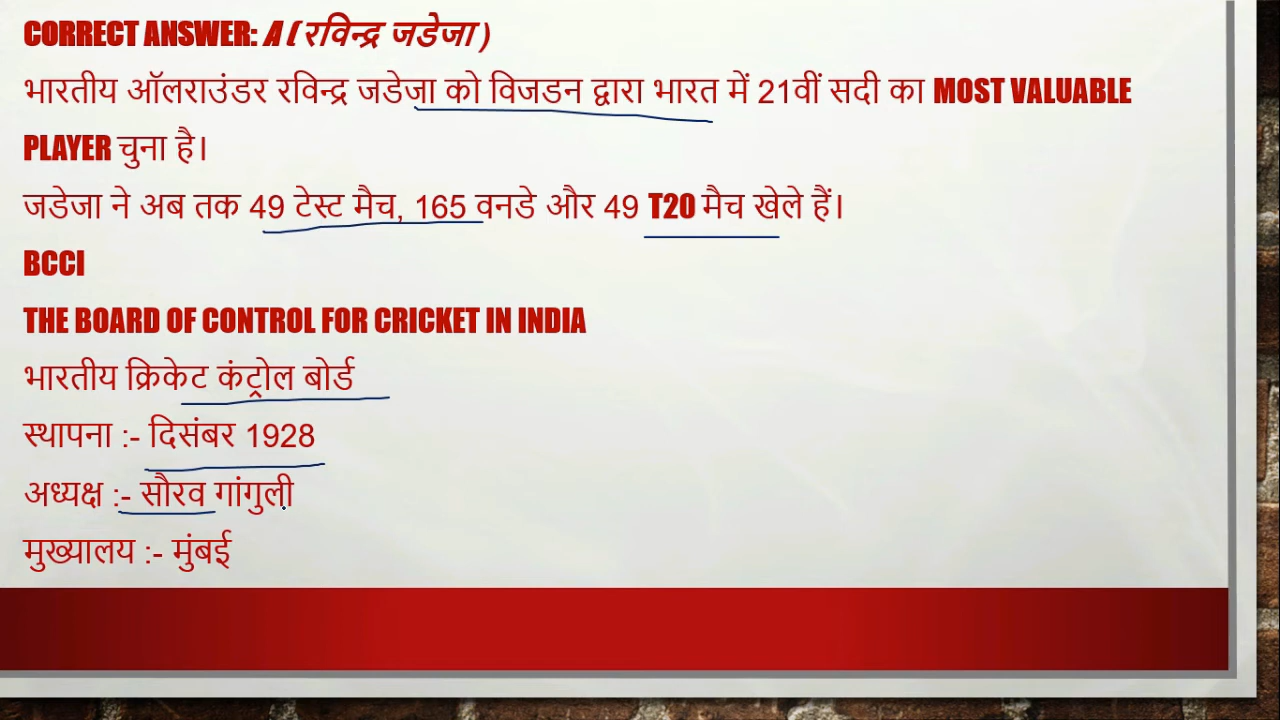 CORRECT ANSWER: A ( रविन्द्र जडेजा )
भारतीय ऑलराउंडर रविन्द्र जडेजा को विजडन द्वारा भारत में 21वीं सदी का MOST VALUABLE
PLAYER चुना है।
जडेजा ने अब तक 49 टेस्ट मैच, 165 वनडे और 49 T20 मैच खेले हैं।
BCCI
THE BOARD OF CONTROL FOR CRICKET IN INDIA
भारतीय क्रिकेट कंट्रोल बोर्ड
स्थापना :- दिसंबर 1928
अध्यक्ष :- सौरव गांगुली
मुख्यालय :- मुंबई